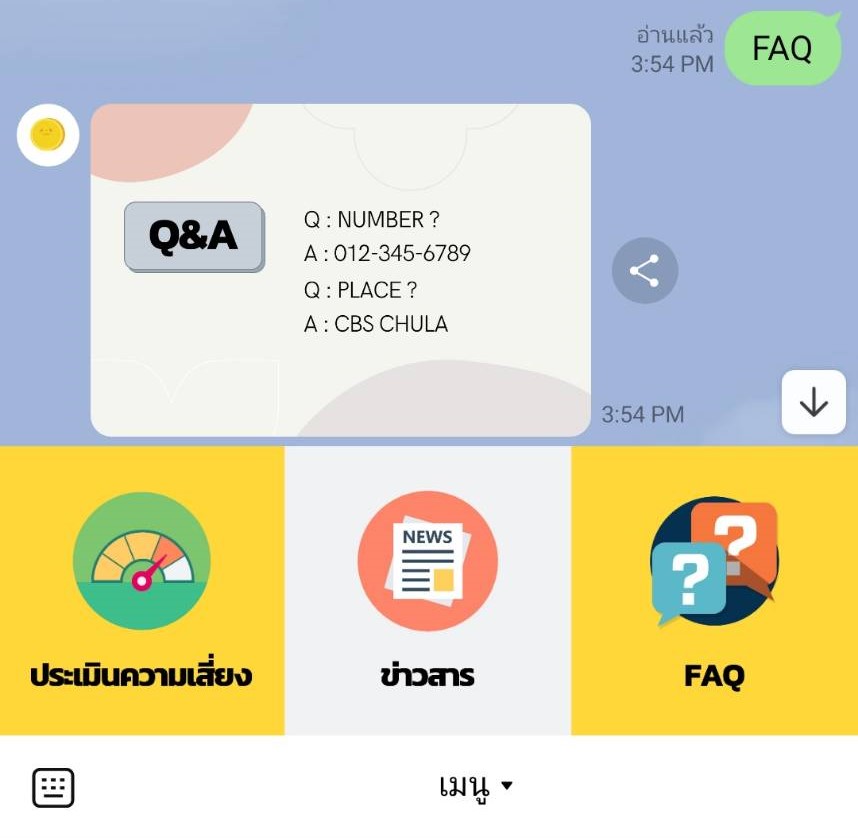 FAQ
อ่านแล้ว
3:54 PM
Q&A
Q : NUMBER ?
A : 012-345-6789
Q : PLACE ?
A : CBS CHULA
3:54 PM
NEWS
? ?
ประเมินความเสี่ยง
ข่าวสาร
FAQ
เมนู